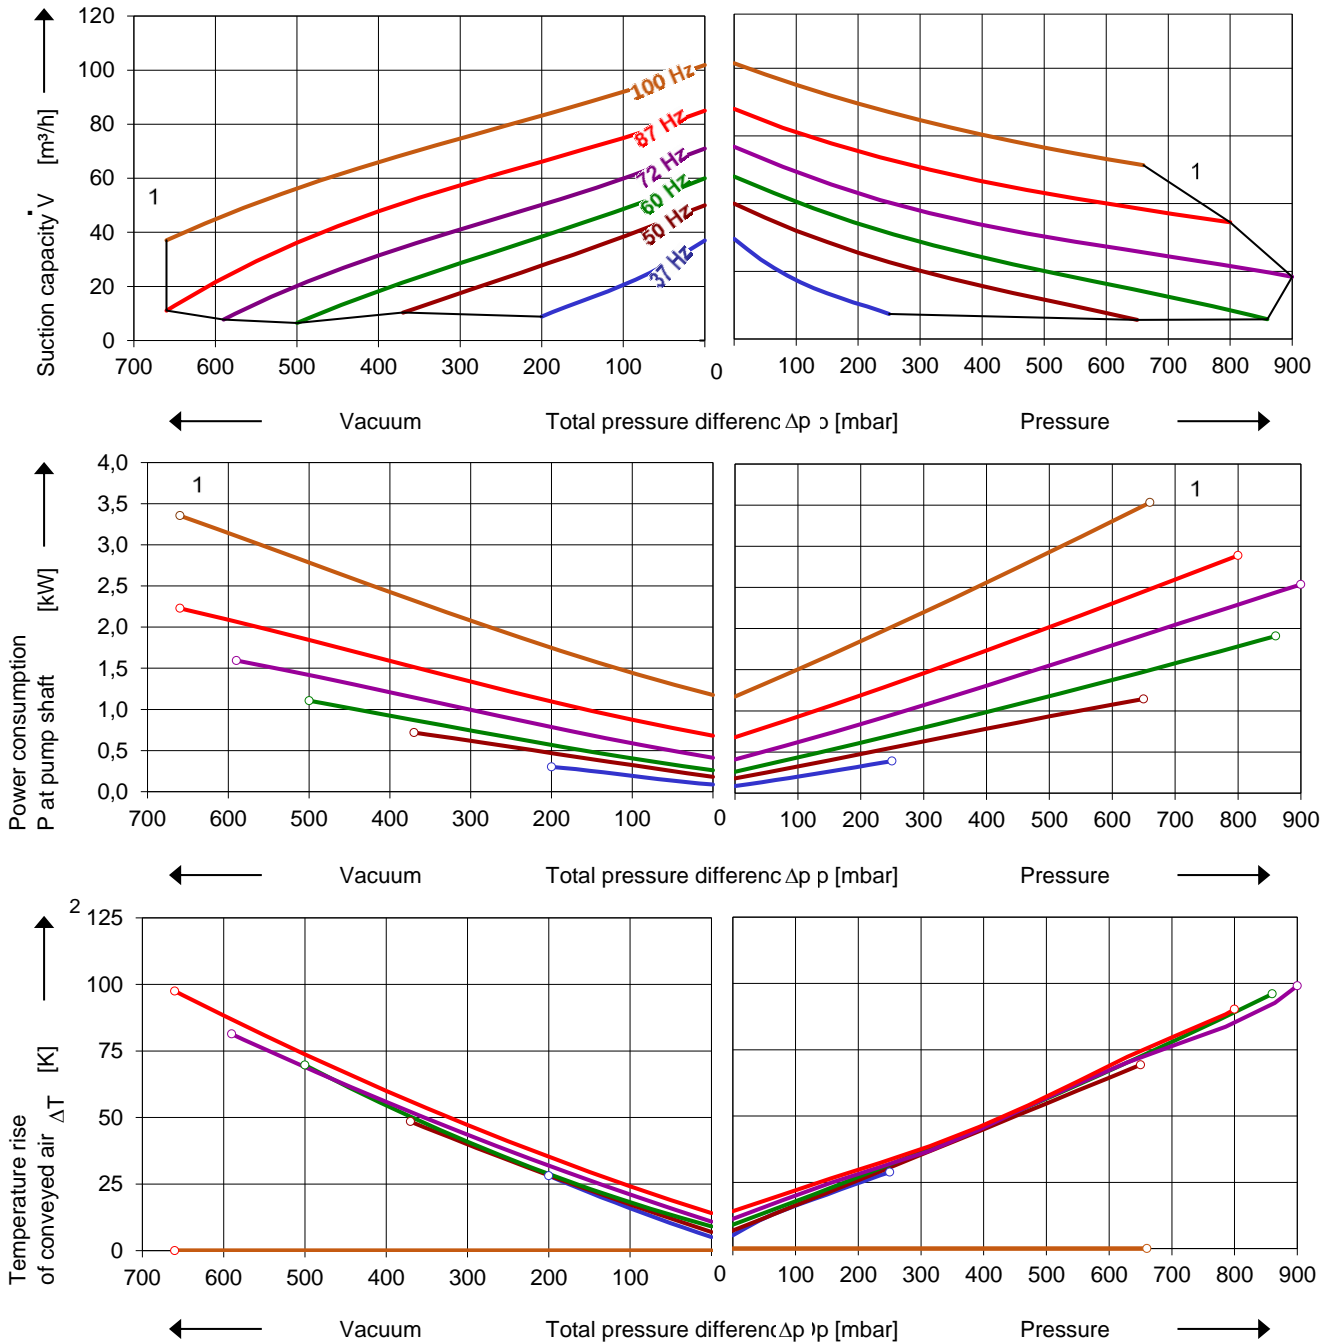 120
100
80
60
40
20
0
Suction capacity V [m³/h]
1
100 Hz
87 Hz
72 Hz
60 Hz
50 Hz
37 Hz
1
700 600 500 400 300 200 100 0 100 200 300 400 500 600 700 800 900
Vacuum Total pressure differenc Δp p [mbar] Pressure
4,0
3,5
3,0
2,5
2,0
1,5
1,0
0,5
0,0
Power consumption
P at pump shaft [kW]
1
1
700 600 500 400 300 200 100 0 100 200 300 400 500 600 700 800 900
Vacuum Total pressure differenc Δp p [mbar] Pressure
2
125
100
75
50
25
0
Temperature rise
of conveyed air ΔT [K]
700 600 500 400 300 200 100 0 100 200 300 400 500 600 700 800 900
Vacuum Total pressure differenc Δp p [mbar] Pressure